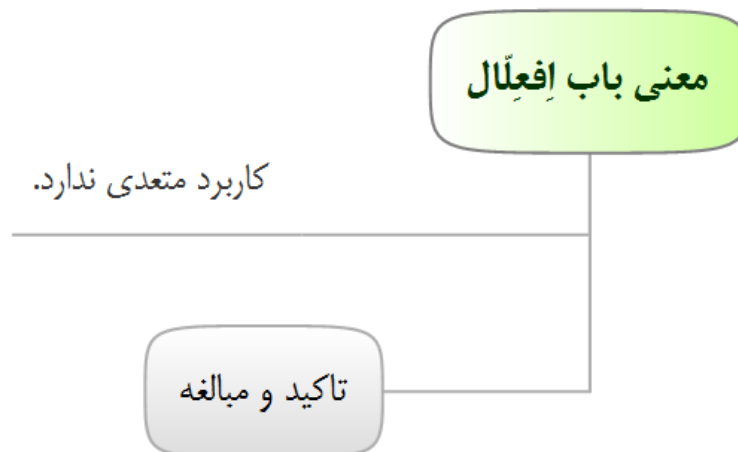 معنی باب اِفعِلّال
کاربرد متعدی ندارد.
تاکید و مبالغه